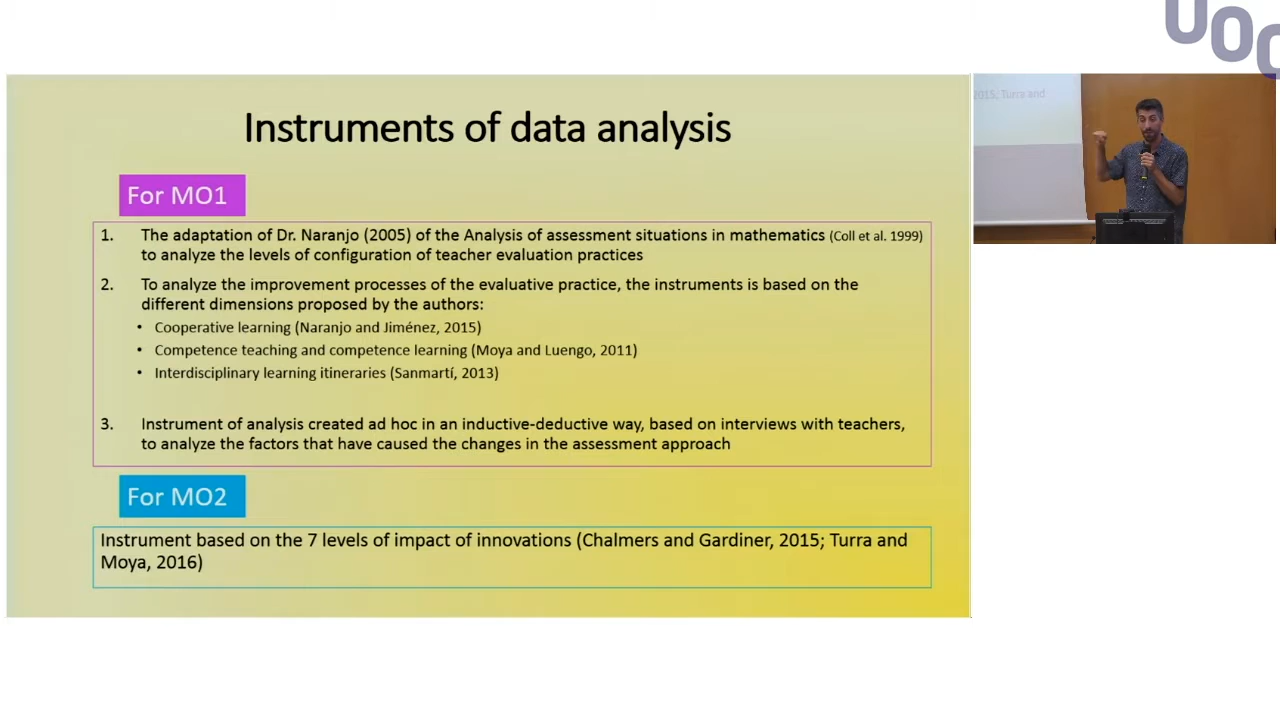 UOC
Instruments of data analysis
2015; Turra and
For MO1
1. The adaptation of Dr. Naranjo (2005) of the Analysis of assessment situations in mathematics (Coll et al. 1999)
to analyze the levels of configuration of teacher evaluation practices
2. To analyze the improvement processes of the evaluative practice, the instruments is based on the
different dimensions proposed by the authors:
• Cooperative learning (Naranjo and Jiménez, 2015)
• Competence teaching and competence learning (Moya and Luengo, 2011)
• Interdisciplinary learning itineraries (Sanmartí, 2013)
3. Instrument of analysis created ad hoc in an inductive-deductive way, based on interviews with teachers,
to analyze the factors that have caused the changes in the assessment approach
For MO2
Instrument based on the 7 levels of impact of innovations (Chalmers and Gardiner, 2015; Turra and
Moya, 2016)